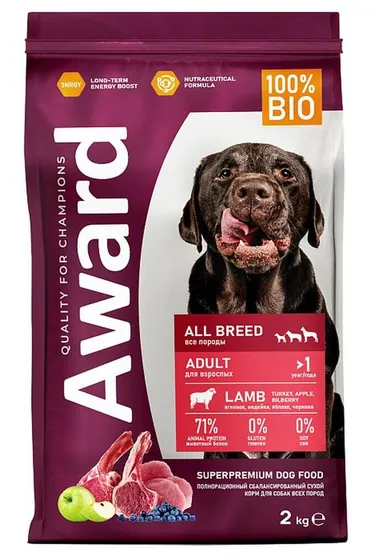 3NRGY
LONG-TERM
ENERGY BOOST
NUTRACEUTICAL
FORMULA
100%
BIO
Award
QUALITY FOR CHAMPIONS
ALL BREED
все породы
ADULT
для взрослых
>1
year/года
LAMB
TURKEY, APPLE,
BILBERRY
ягненок, индейка, яблоко, черника
71%
ANIMAL PROTEIN
животный белок
0%
GLUTEN
глютен
0%
SOY
соя
SUPERPREMIUM DOG FOOD
ПОЛНОРАЦИОННЫЙ СБАЛАНСИРОВАННЫЙ СУХОЙ
КОРМ ДЛЯ СОБАК ВСЕХ ПОРОД
2 kg ℮